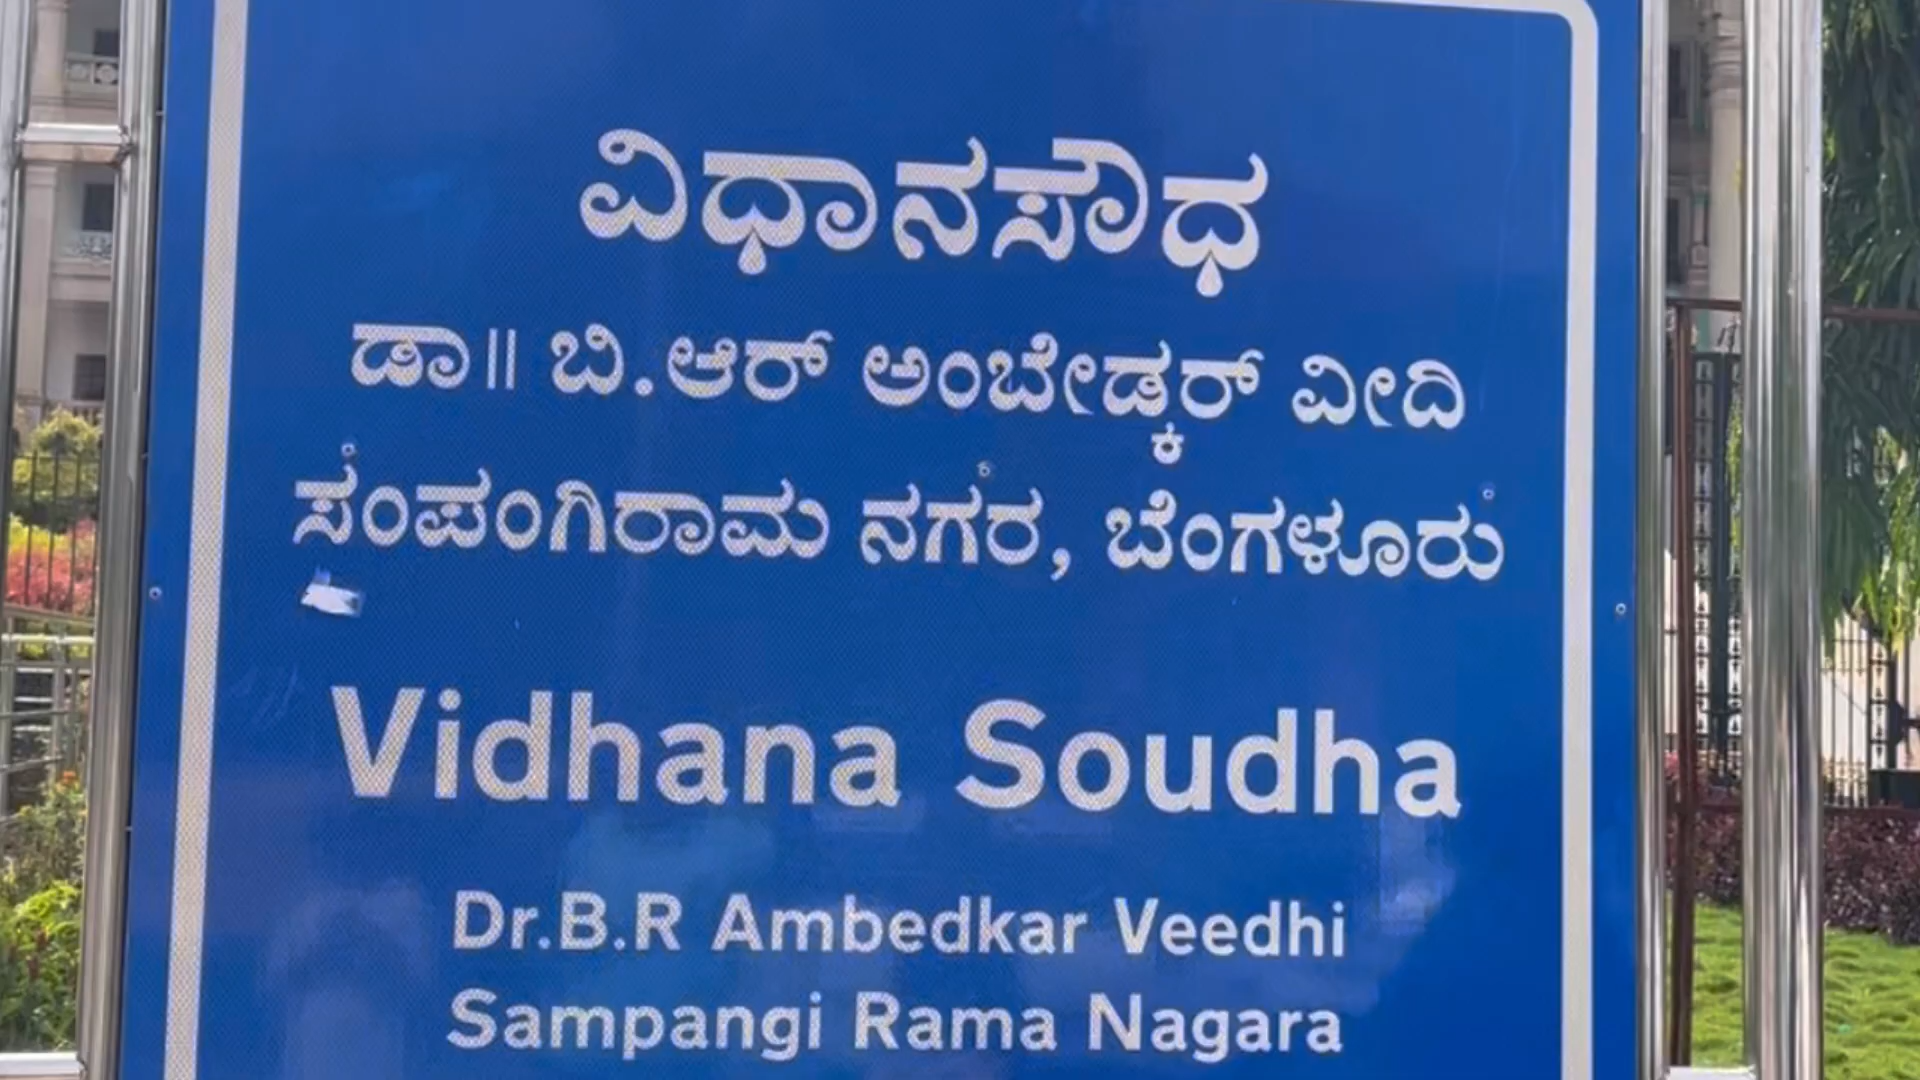 ವಿಧಾನಸೌಧ
ಡಾ॥ ಬಿ.ಆರ್ ಅಂಬೇಡ್ಕರ್ ವೀದಿ
ಸಂಪಂಗಿರಾಮ ನಗರ, ಬೆಂಗಳೂರು
Vidhana Soudha
Dr.B.R Ambedkar Veedhi
Sampangi Rama Nagara